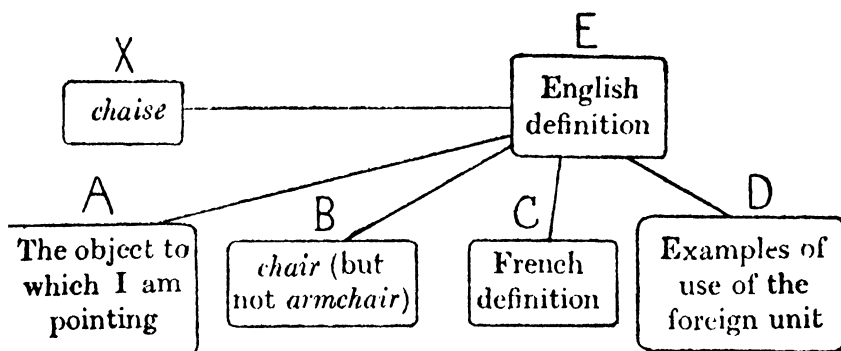 E
X
English
definition
chaise
A
B
C
D
The object to
which I am
pointing
chair (but
not armchair)
French
definition
Examples of
use of the
foreign unit